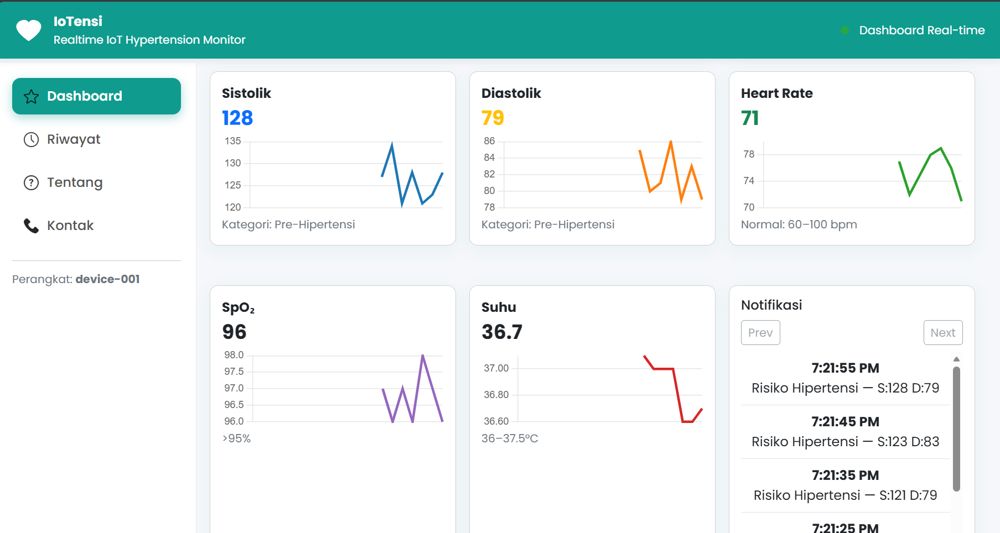 IoTensi
Realtime IoT Hypertension Monitor
Dashboard Real-time
Dashboard
Riwayat
Tentang
Kontak
Perangkat: device-001
Sistolik
128
135
130
125
120
Kategori: Pre-Hipertensi
Diastolik
79
86
84
82
80
78
Kategori: Pre-Hipertensi
Heart Rate
71
78
74
70
Normal: 60–100 bpm
SpO₂
96
98.0
97.5
97.0
96.5
96.0
>95%
Suhu
36.7
37.00
36.80
36.60
36–37.5°C
Notifikasi
Prev
Next
7:21:55 PM
Risiko Hipertensi — S:128 D:79
7:21:45 PM
Risiko Hipertensi — S:123 D:83
7:21:35 PM
Risiko Hipertensi — S:121 D:79
7:21:25 PM